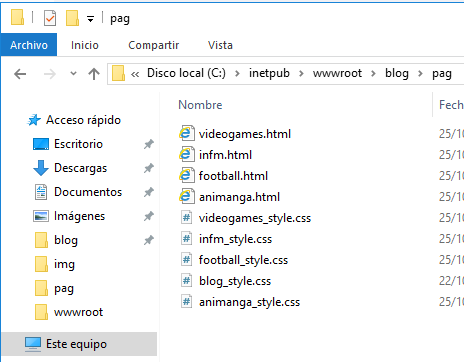 pag
Archivo Inicio Compartir Vista
« Disco local (C:) › inetpub › wwwroot › blog › pag
Nombre Fecha
Acceso rápido
Escritorio
Descargas
Documentos
Imágenes
blog
img
pag
wwwroot
Este equipo
videogames.html 25/10
infm.html 25/10
football.html 25/10
animanga.html 25/10
videogames_style.css 25/10
infm_style.css 25/10
football_style.css 25/10
blog_style.css 22/10
animanga_style.css 25/10